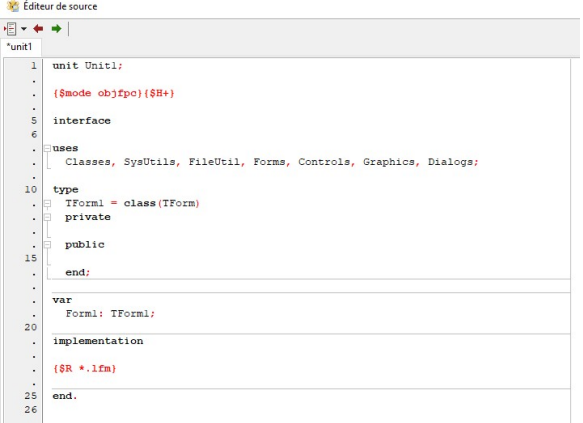 Éditeur de source
*unit1
1 unit Unit1;
.
. {$mode objfpc}{$H+}
.
5 interface
6
. uses
. Classes, SysUtils, FileUtil, Forms, Controls, Graphics, Dialogs;
.
10 type
. TForm1 = class(TForm)
. private
.
. public
15
. end;
.
. var
. Form1: TForm1;
20
. implementation
.
. {$R *.lfm}
.
25 end.
26